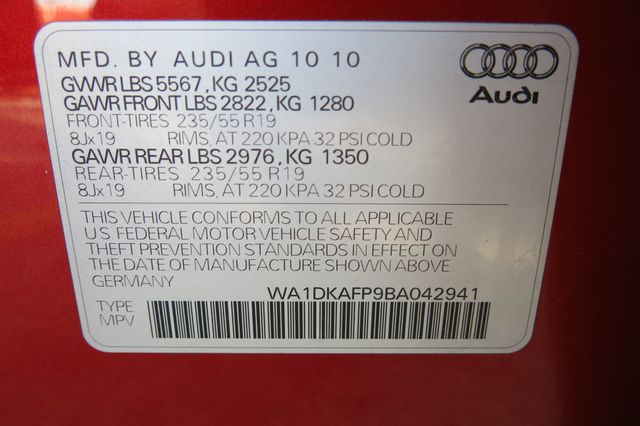 MFD. BY AUDI AG 10 10
GVWR LBS 5567, KG 2525
GAWR FRONT LBS 2822, KG 1280
FRONT-TIRES 235/55 R19
8Jx19 RIMS, AT 220 KPA 32 PSI COLD
GAWR REAR LBS 2976, KG 1350
REAR-TIRES 235/55 R19
8Jx19 RIMS, AT 220 KPA 32 PSI COLD
Audi
THIS VEHICLE CONFORMS TO ALL APPLICABLE
U.S. FEDERAL MOTOR VEHICLE SAFETY AND
THEFT PREVENTION STANDARDS IN EFFECT ON
THE DATE OF MANUFACTURE SHOWN ABOVE.
GERMANY
WA1DKAFP9BA042941
TYPE
MPV